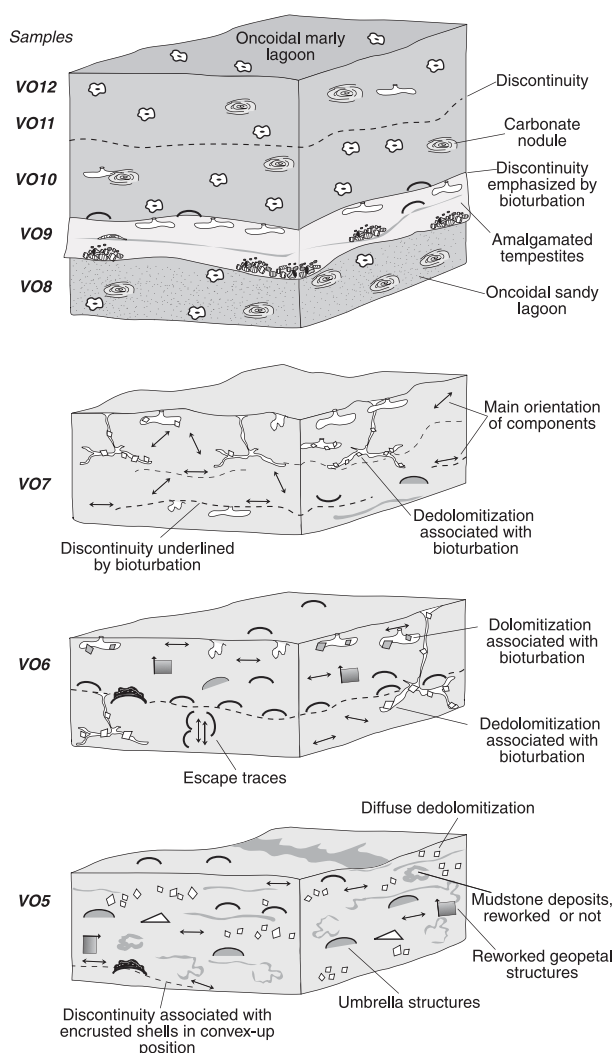 Samples
Oncoidal marly
lagoon
VO12
Discontinuity
VO11
Carbonate
nodule
VO10
Discontinuity
emphasized by
bioturbation
VO9
Amalgamated
tempestites
VO8
Oncoidal sandy
lagoon
Main orientation
of components
VO7
Dedolomitization
associated with
bioturbation
Discontinuity underlined
by bioturbation
Dolomitization
associated with
bioturbation
VO6
Dedolomitization
associated with
bioturbation
Escape traces
Diffuse dedolomitization
VO5
Mudstone deposits,
reworked or not
Reworked geopetal
structures
Umbrella structures
Discontinuity associated with
encrusted shells in convex-up
position